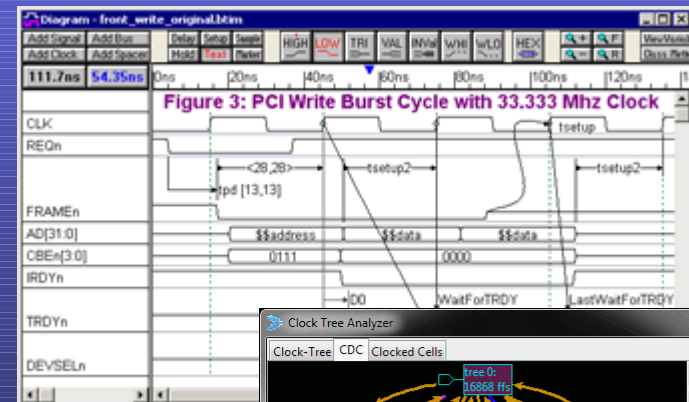 Diagram - front_write_original.btim
Add Signal Add Bus Delay Setup Sample HIGH LOW TRI VAL INVal WHI WLO HEX
Add Clock Add Spacer Hold Text Marker
111.7ns 54.35ns 0ns 20ns 40ns 60ns 80ns 100ns 120ns
Figure 3: PCI Write Burst Cycle with 33.333 Mhz Clock
CLK tsetup
REQn
<28,28> tsetup2 tsetup2
tpd [13,13]
FRAMEn
AD[31:0] $$address $$data $$data
CBEn[3:0] 0111 0000
IRDYn
D0 WaitForTRDY LastWaitForTRDY
TRDYn
Clock Tree Analyzer
Clock-Tree CDC Clocked Cells
DEVSELn
tree 0:
16868 ffs